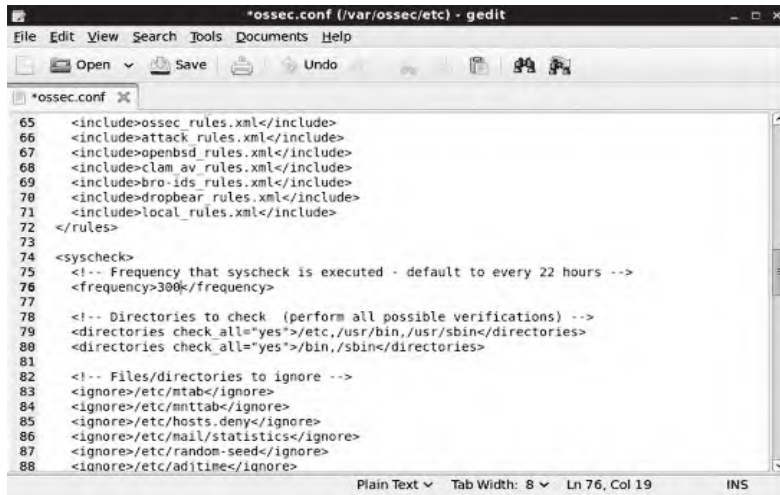 *ossec.conf (/var/ossec/etc) - gedit
File Edit View Search Tools Documents Help
Open Save Undo
*ossec.conf
65 <include>ossec_rules.xml</include>
66 <include>attack_rules.xml</include>
67 <include>openbsd_rules.xml</include>
68 <include>clam_av_rules.xml</include>
69 <include>bro-ids_rules.xml</include>
70 <include>dropbear_rules.xml</include>
71 <include>local_rules.xml</include>
72 </rules>
73
74 <syscheck>
75 <!-- Frequency that syscheck is executed - default to every 22 hours -->
76 <frequency>300</frequency>
77
78 <!-- Directories to check (perform all possible verifications) -->
79 <directories check_all="yes">/etc,/usr/bin,/usr/sbin</directories>
80 <directories check_all="yes">/bin,/sbin</directories>
81
82 <!-- Files/directories to ignore -->
83 <ignore>/etc/mtab</ignore>
84 <ignore>/etc/mnttab</ignore>
85 <ignore>/etc/hosts.deny</ignore>
86 <ignore>/etc/mail/statistics</ignore>
87 <ignore>/etc/random-seed</ignore>
88 <ignore>/etc/adjtime</ignore>
Plain Text Tab Width: 8 Ln 76, Col 19 INS